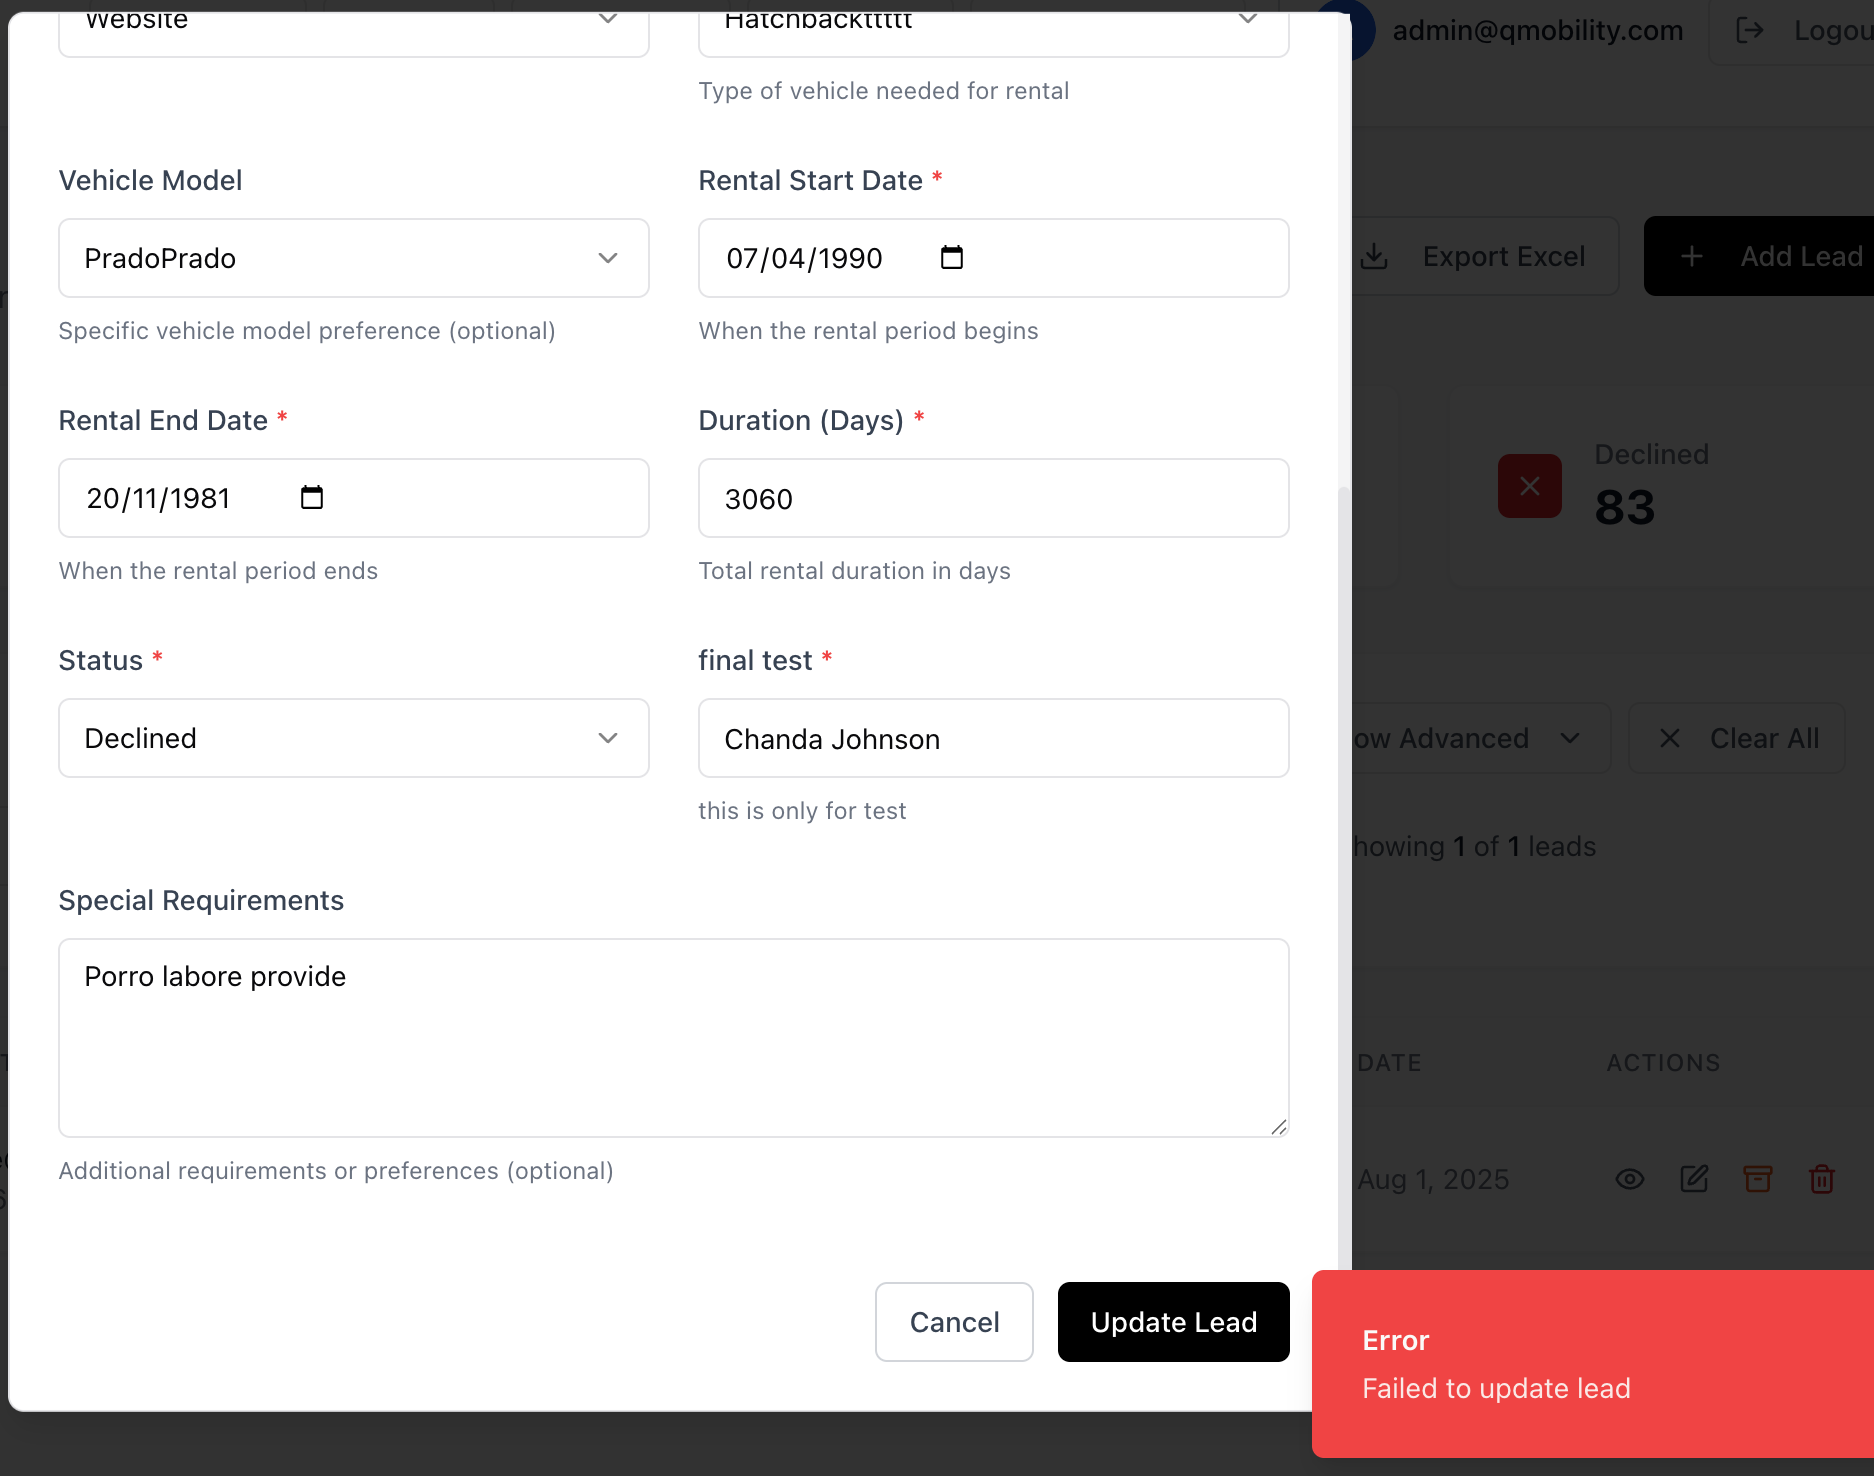 Website
Hatchbackttttt
Type of vehicle needed for rental
Vehicle Model
PradoPrado
Specific vehicle model preference (optional)
Rental Start Date *
07/04/1990
When the rental period begins
Rental End Date *
20/11/1981
When the rental period ends
Duration (Days) *
3060
Total rental duration in days
Status *
Declined
final test *
Chanda Johnson
this is only for test
Special Requirements
Porro labore provide
Additional requirements or preferences (optional)
Cancel
Update Lead
admin@qmobility.com
Logou
Export Excel
Add Lead
Declined
83
ow Advanced
Clear All
howing 1 of 1 leads
DATE
ACTIONS
Aug 1, 2025
Error
Failed to update lead